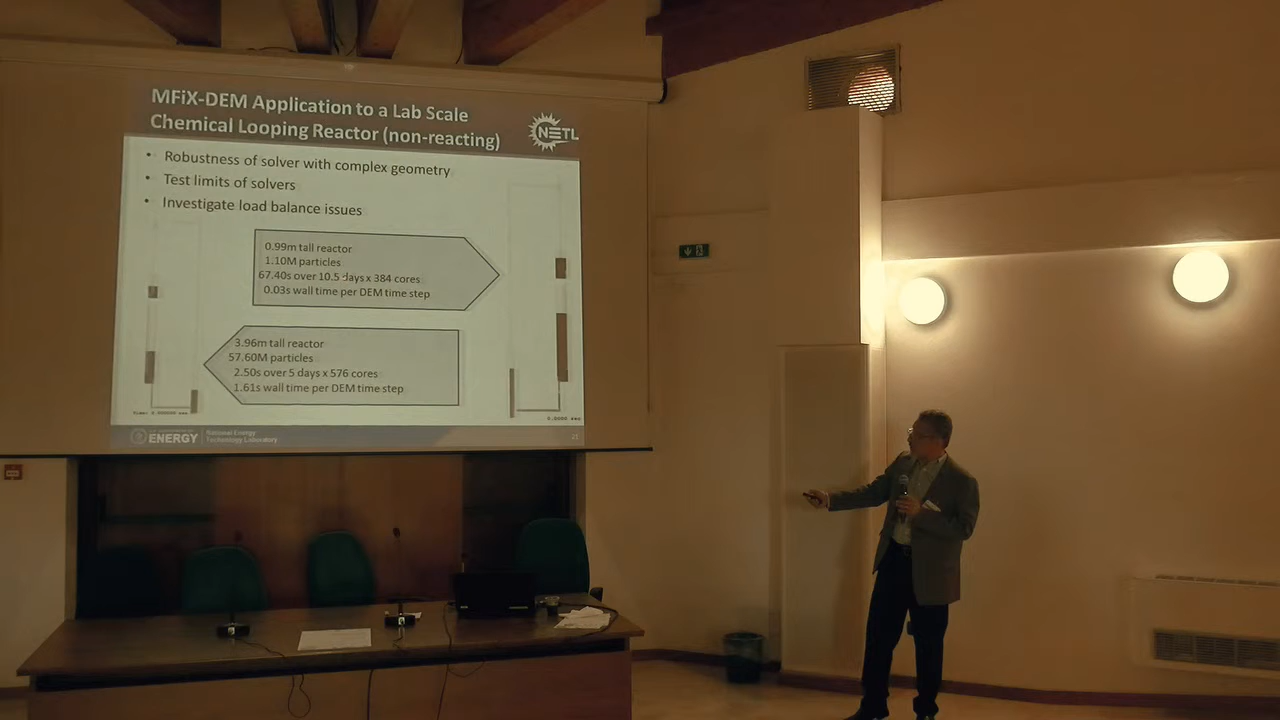 MFiX-DEM Application to a Lab Scale
Chemical Looping Reactor (non-reacting)
NETL
• Robustness of solver with complex geometry
• Test limits of solvers
• Investigate load balance issues
0.99m tall reactor
1.10M particles
67.40s over 10.5 days x 384 cores
0.03s wall time per DEM time step
3.96m tall reactor
57.60M particles
2.50s over 5 days x 576 cores
1.61s wall time per DEM time step
ENERGY
National Energy
Technology Laboratory